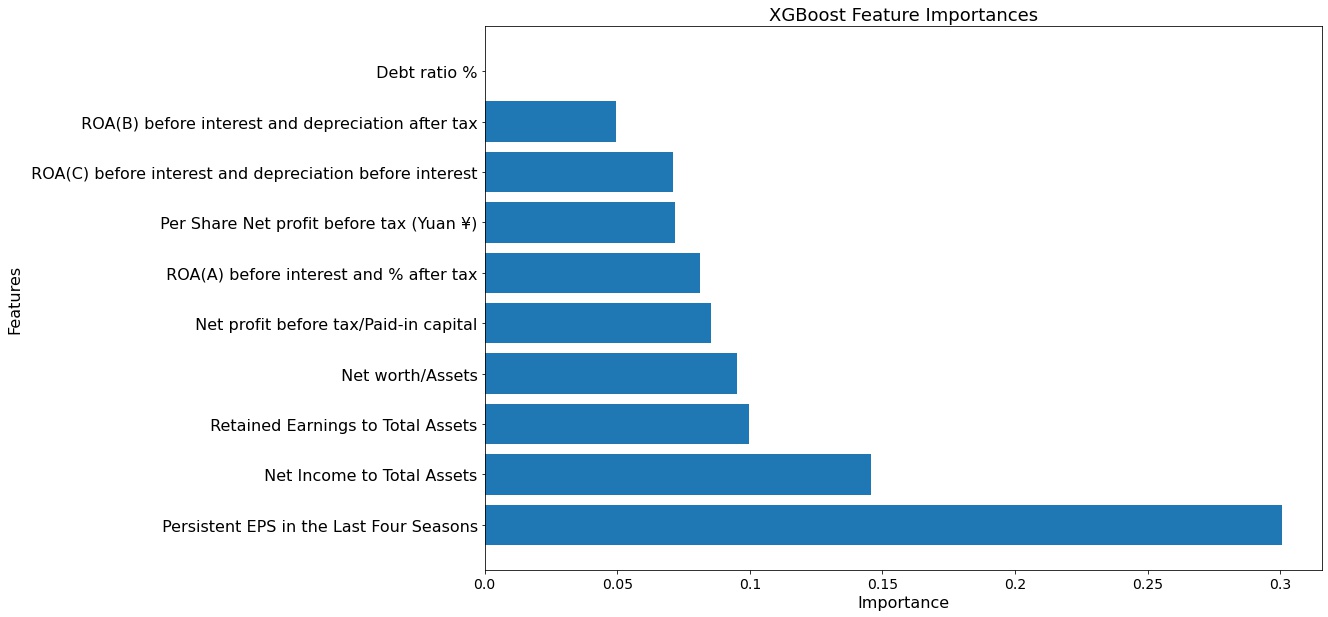 XGBoost Feature Importances
Debt ratio %
ROA(B) before interest and depreciation after tax
ROA(C) before interest and depreciation before interest
Per Share Net profit before tax (Yuan ¥)
ROA(A) before interest and % after tax
Net profit before tax/Paid-in capital
Net worth/Assets
Retained Earnings to Total Assets
Net Income to Total Assets
Persistent EPS in the Last Four Seasons
Features
0.0 0.05 0.1 0.15 0.2 0.25 0.3
Importance